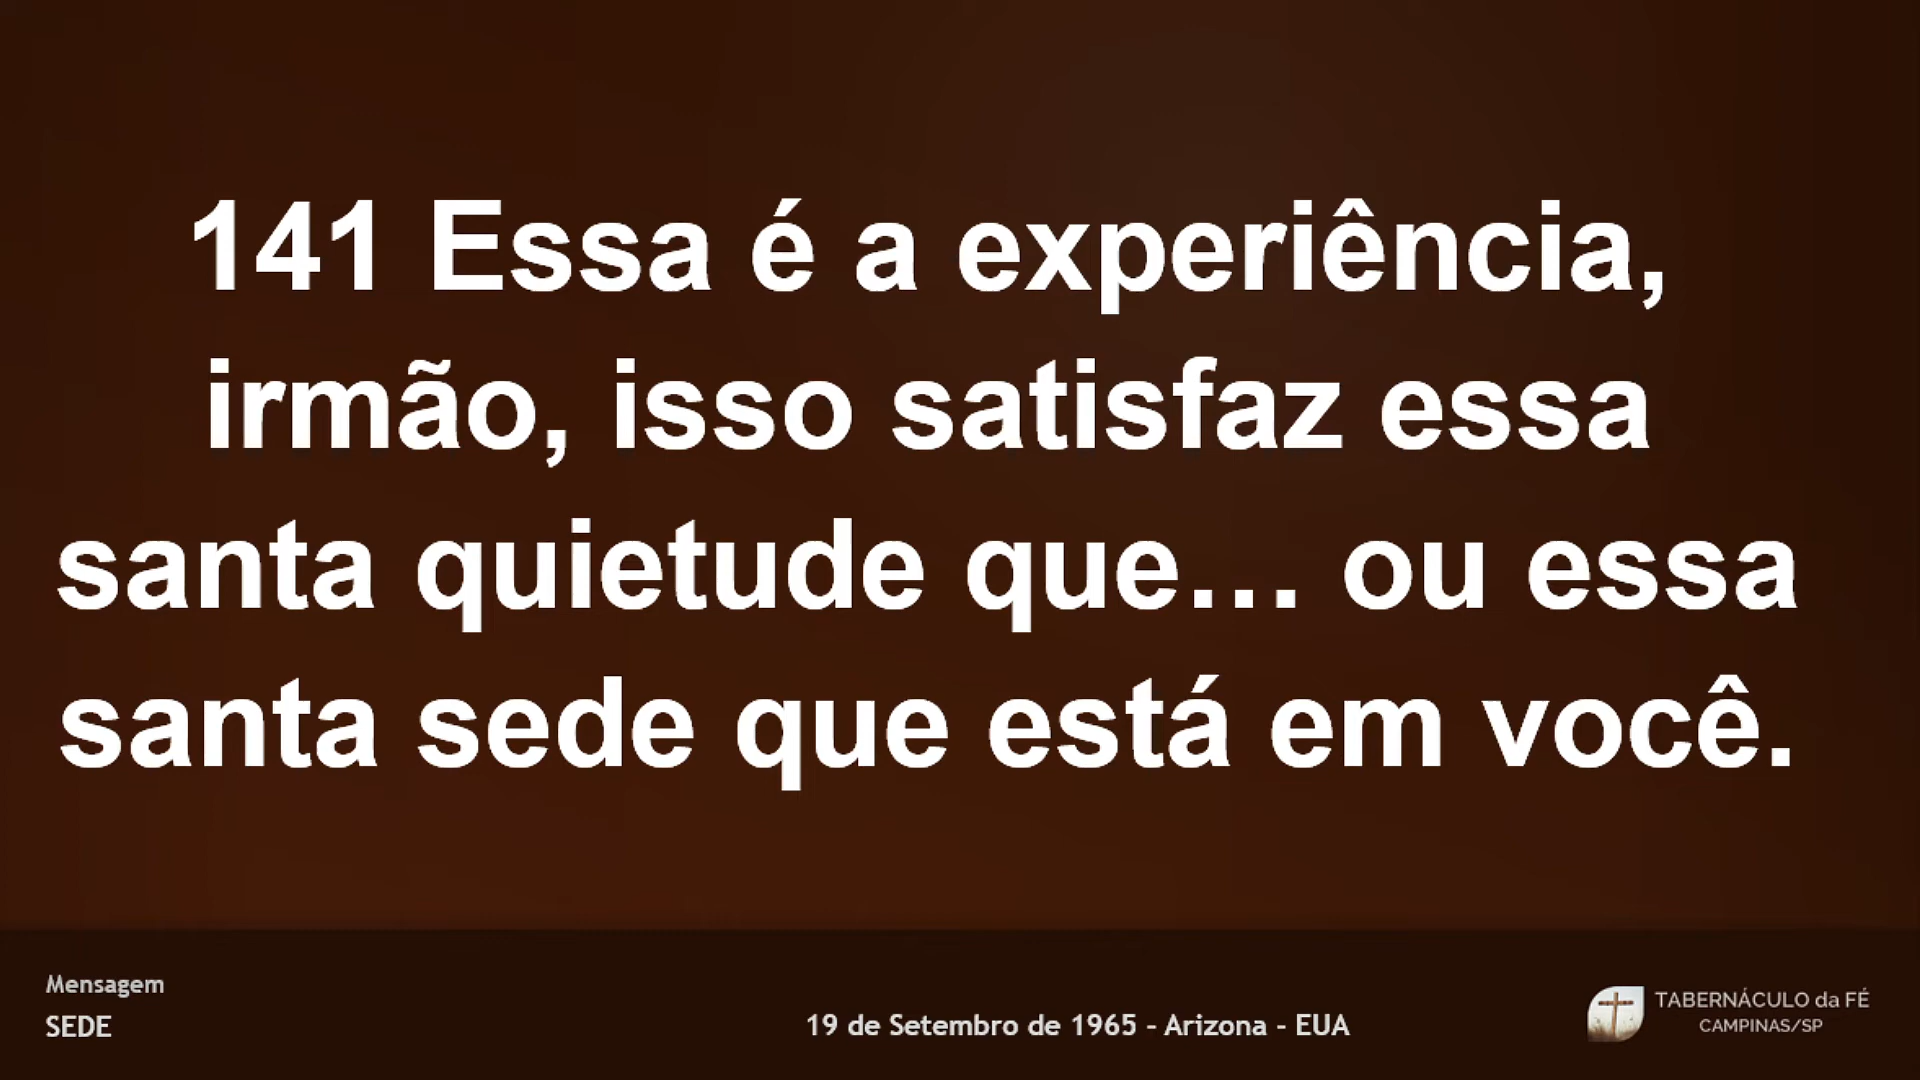 141 Essa é a experiência,
irmão, isso satisfaz essa
santa quietude que… ou essa
santa sede que está em você.
Mensagem
SEDE
19 de Setembro de 1965 - Arizona - EUA
TABERNÁCULO da FÉ
CAMPINAS/SP